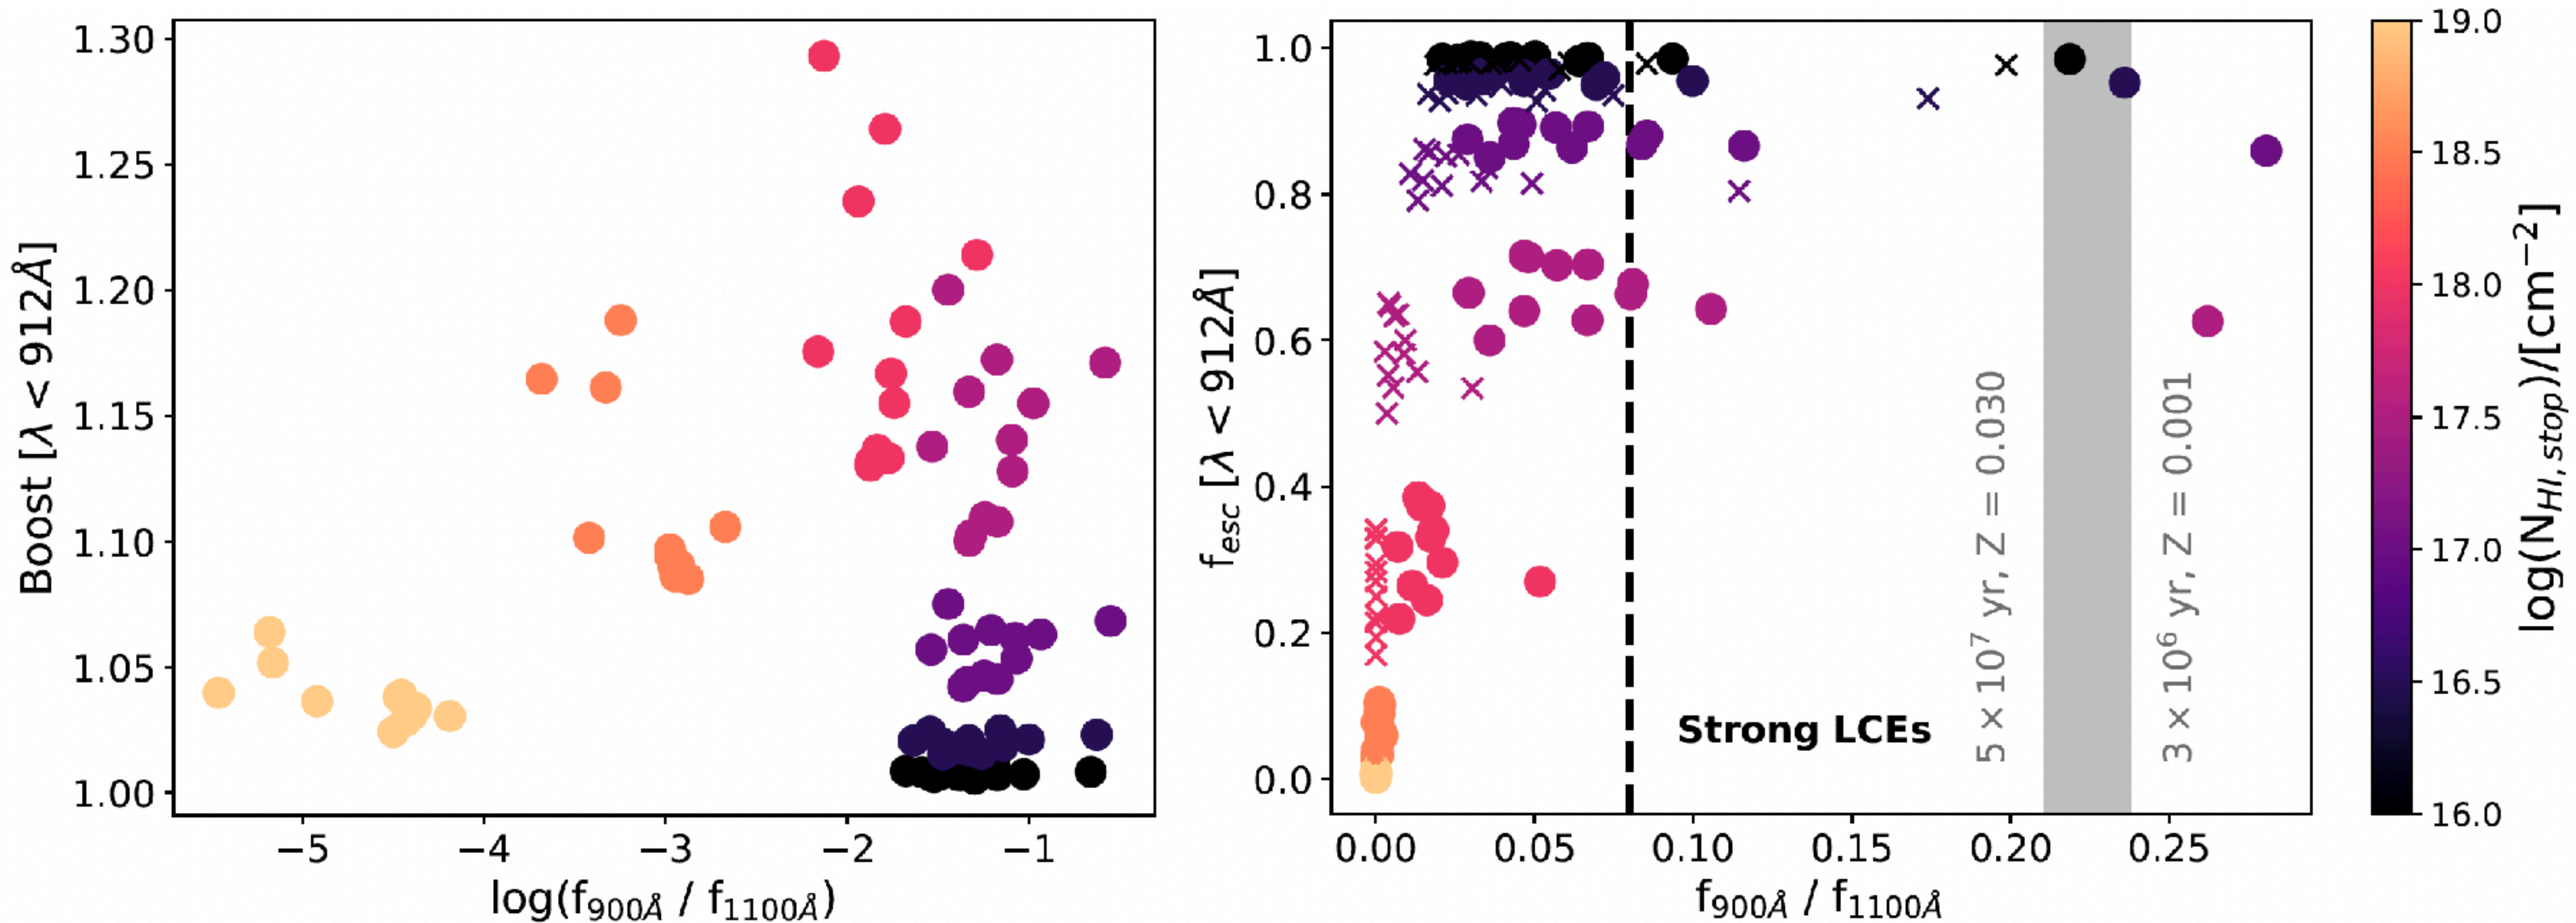 Boost [λ < 912Å]
1.30
1.25
1.20
1.15
1.10
1.05
1.00
−5 −4 −3 −2 −1
log(f900Å / f1100Å)
fesc [λ < 912Å]
1.0
0.8
0.6
0.4
0.2
0.0
Strong LCEs
5 × 10⁷ yr, Z = 0.030
3 × 10⁶ yr, Z = 0.001
0.00 0.05 0.10 0.15 0.20 0.25
f900Å / f1100Å
19.0
18.5
18.0
17.5
17.0
16.5
16.0
log(NHI, stop)/[cm⁻²]